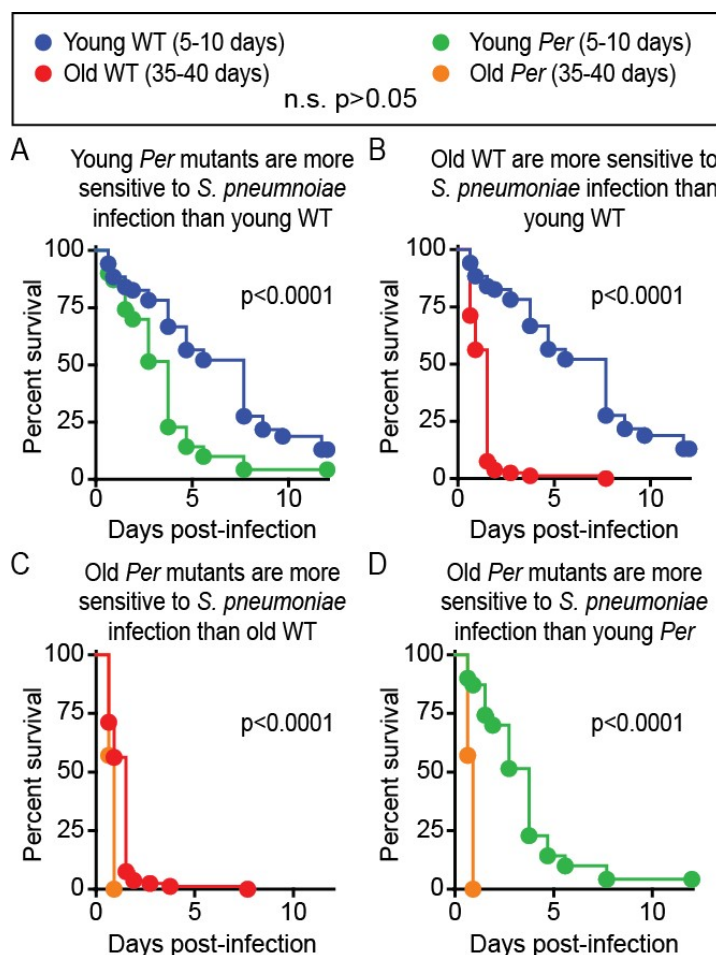 Young WT (5-10 days)
Young Per (5-10 days)
Old WT (35-40 days)
Old Per (35-40 days)
n.s. p>0.05
A
Young Per mutants are more
sensitive to S. pneumnoiae
infection than young WT
100
75
50
25
0
Percent survival
p<0.0001
0
5
10
Days post-infection
B
Old WT are more sensitive to
S. pneumoniae infection than
young WT
100
75
50
25
0
Percent survival
p<0.0001
0
5
10
Days post-infection
C
Old Per mutants are more
sensitive to S. pneumoniae
infection than old WT
100
75
50
25
0
Percent survival
p<0.0001
0
5
10
Days post-infection
D
Old Per mutants are more
sensitive to S. pneumoniae
infection than young Per
100
75
50
25
0
Percent survival
p<0.0001
0
5
10
Days post-infection